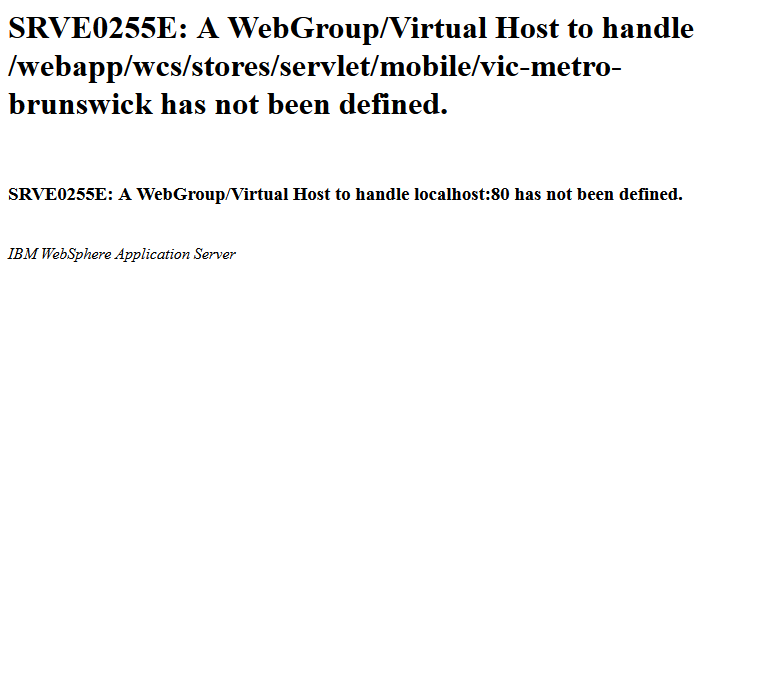 SRVE0255E: A WebGroup/Virtual Host to handle
/webapp/wcs/stores/servlet/mobile/vic-metro-
brunswick has not been defined.
SRVE0255E: A WebGroup/Virtual Host to handle localhost:80 has not been defined.
IBM WebSphere Application Server